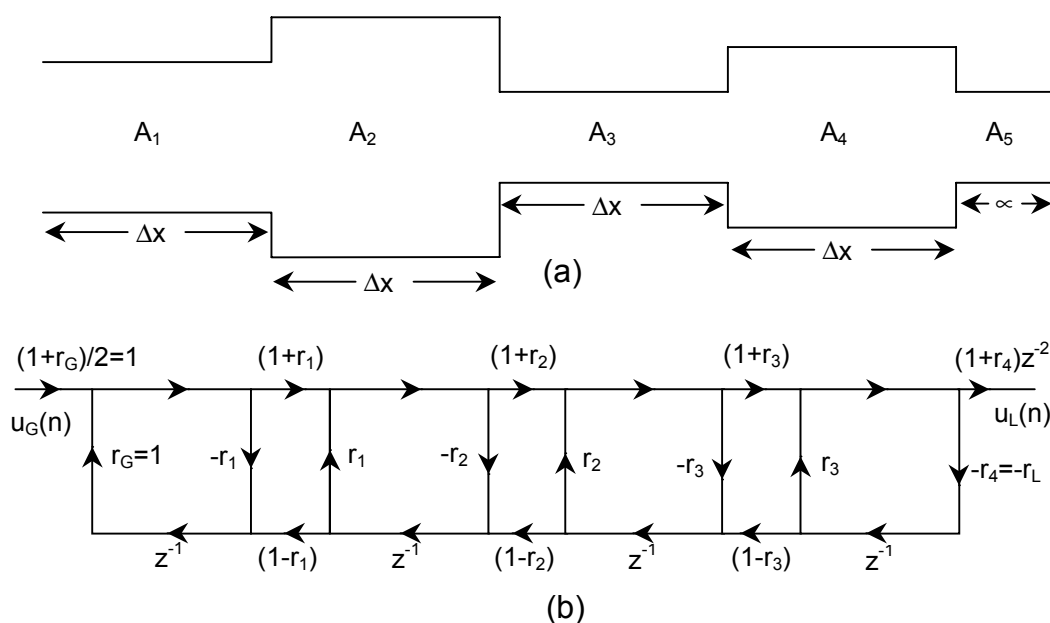 A₁ A₂ A₃ A₄ A₅
Δx Δx ∝
Δx Δx
(a)
(1+r_G)/2=1 (1+r₁) (1+r₂) (1+r₃) (1+r₄)z⁻²
u_G(n) u_L(n)
r_G=1 -r₁ r₁ -r₂ r₂ -r₃ r₃ -r₄=-r_L
z⁻¹ (1-r₁) z⁻¹ (1-r₂) z⁻¹ (1-r₃) z⁻¹
(b)